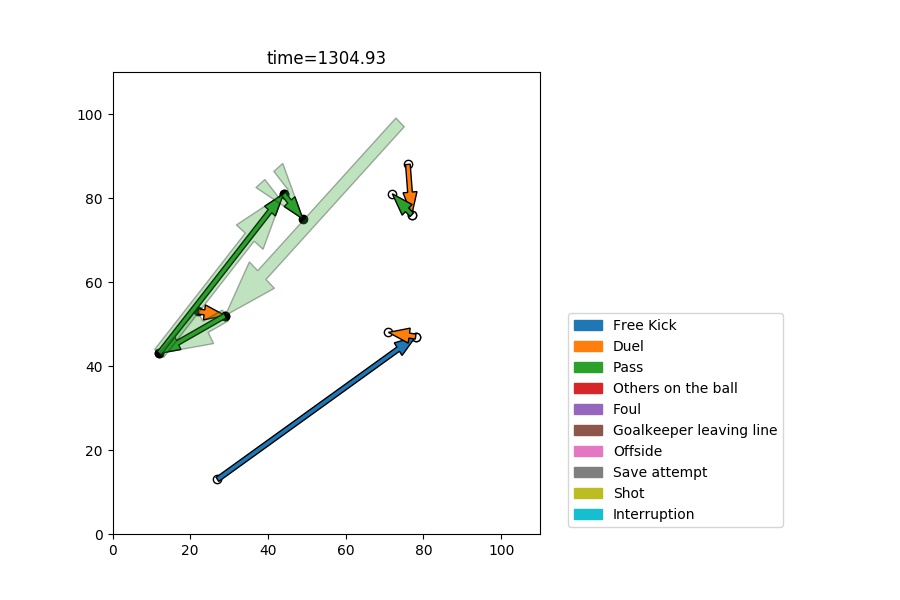 time=1304.93
100
80
60
40
20
0
0 20 40 60 80 100
Free Kick
Duel
Pass
Others on the ball
Foul
Goalkeeper leaving line
Offside
Save attempt
Shot
Interruption